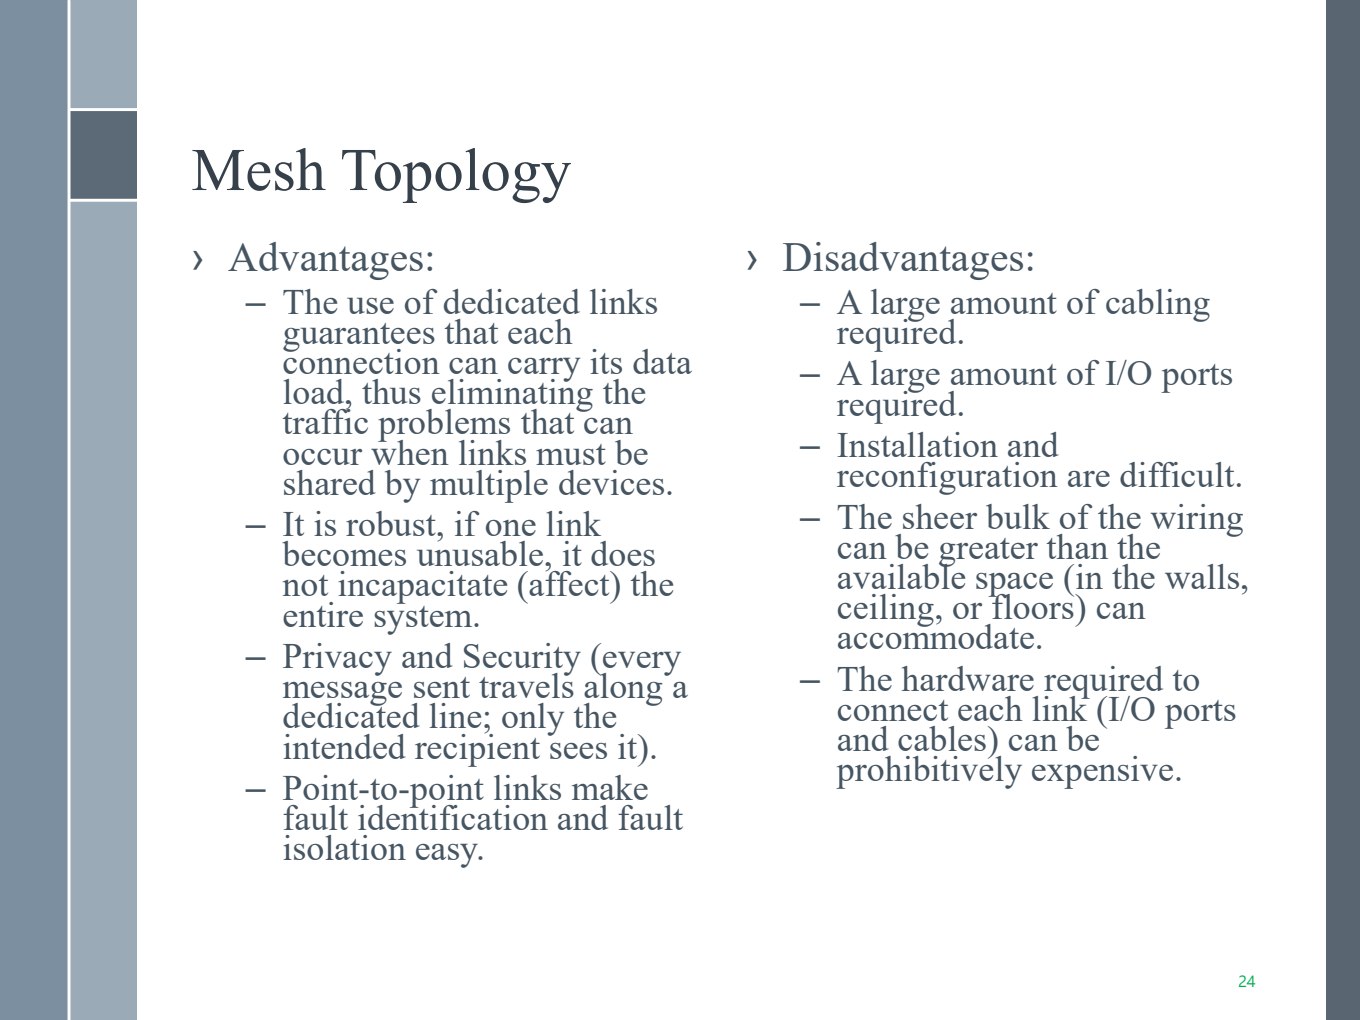 Mesh Topology
› Advantages:
– The use of dedicated links
guarantees that each
connection can carry its data
load, thus eliminating the
traffic problems that can
occur when links must be
shared by multiple devices.
– It is robust, if one link
becomes unusable, it does
not incapacitate (affect) the
entire system.
– Privacy and Security (every
message sent travels along a
dedicated line; only the
intended recipient sees it).
– Point-to-point links make
fault identification and fault
isolation easy.
› Disadvantages:
– A large amount of cabling
required.
– A large amount of I/O ports
required.
– Installation and
reconfiguration are difficult.
– The sheer bulk of the wiring
can be greater than the
available space (in the walls,
ceiling, or floors) can
accommodate.
– The hardware required to
connect each link (I/O ports
and cables) can be
prohibitively expensive.
24